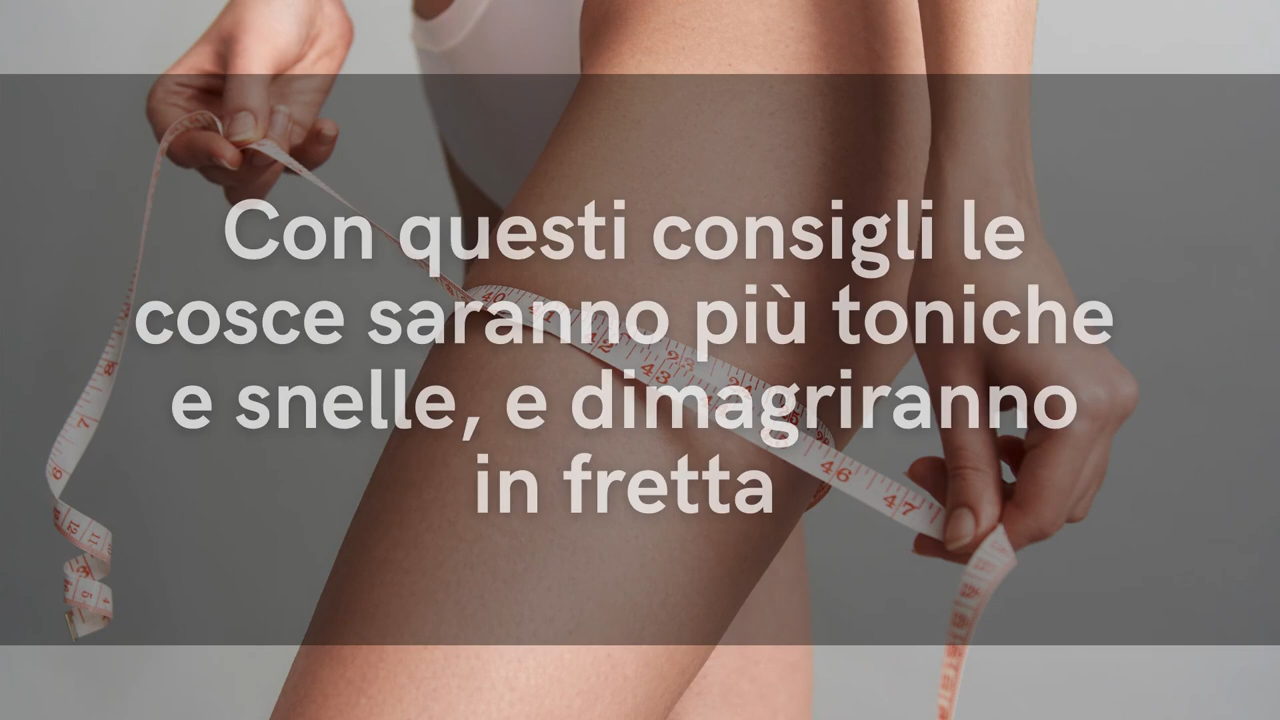 Con questi consigli le
cosce saranno più toniche
e snelle, e dimagriranno
in fretta